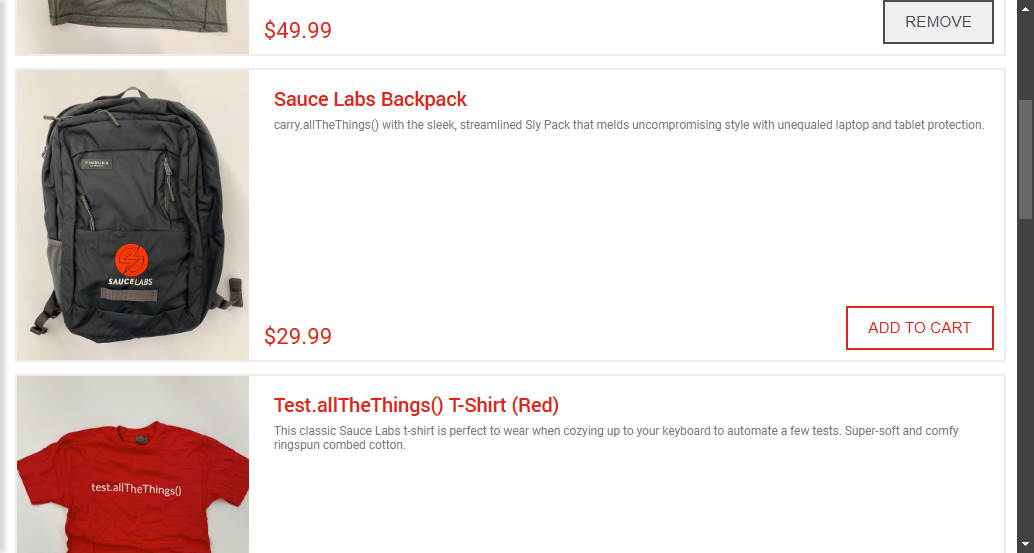 $49.99
REMOVE
Sauce Labs Backpack
carry.allTheThings() with the sleek, streamlined Sly Pack that melds uncompromising style with unequaled laptop and tablet protection.
TIMBUK2
SAUCELABS
$29.99
ADD TO CART
Test.allTheThings() T-Shirt (Red)
This classic Sauce Labs t-shirt is perfect to wear when cozying up to your keyboard to automate a few tests. Super-soft and comfy
ringspun combed cotton.
test.allTheThings()